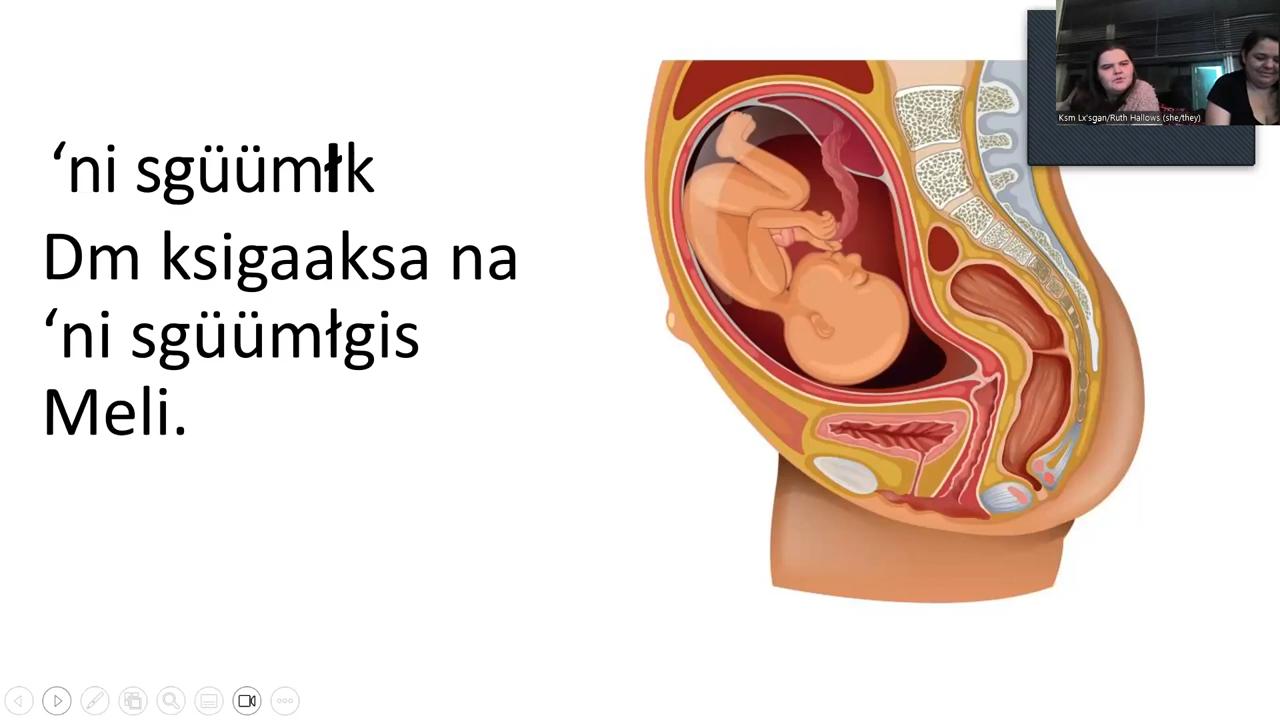 ‘ni sgüümłk
Dm ksigaaksa na
‘ni sgüümłgis
Meli.
Ksm Lx'sgan/Ruth Hallows (she/they)